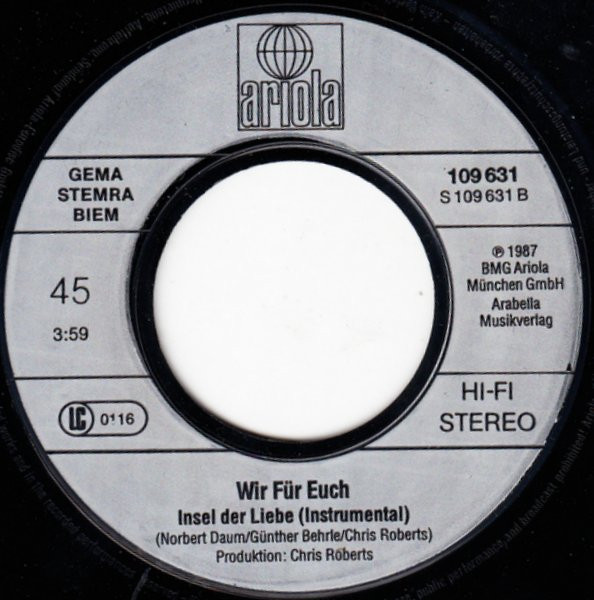 ariola
GEMA
STEMRA
BIEM
109 631
S 109 631 B
45
3:59
℗ 1987
BMG Ariola
München GmbH
Arabella
Musikverlag
LC 0116
HI-FI
STEREO
Wir Für Euch
Insel der Liebe (Instrumental)
(Norbert Daum/Günther Behrle/Chris Roberts)
Produktion: Chris Roberts